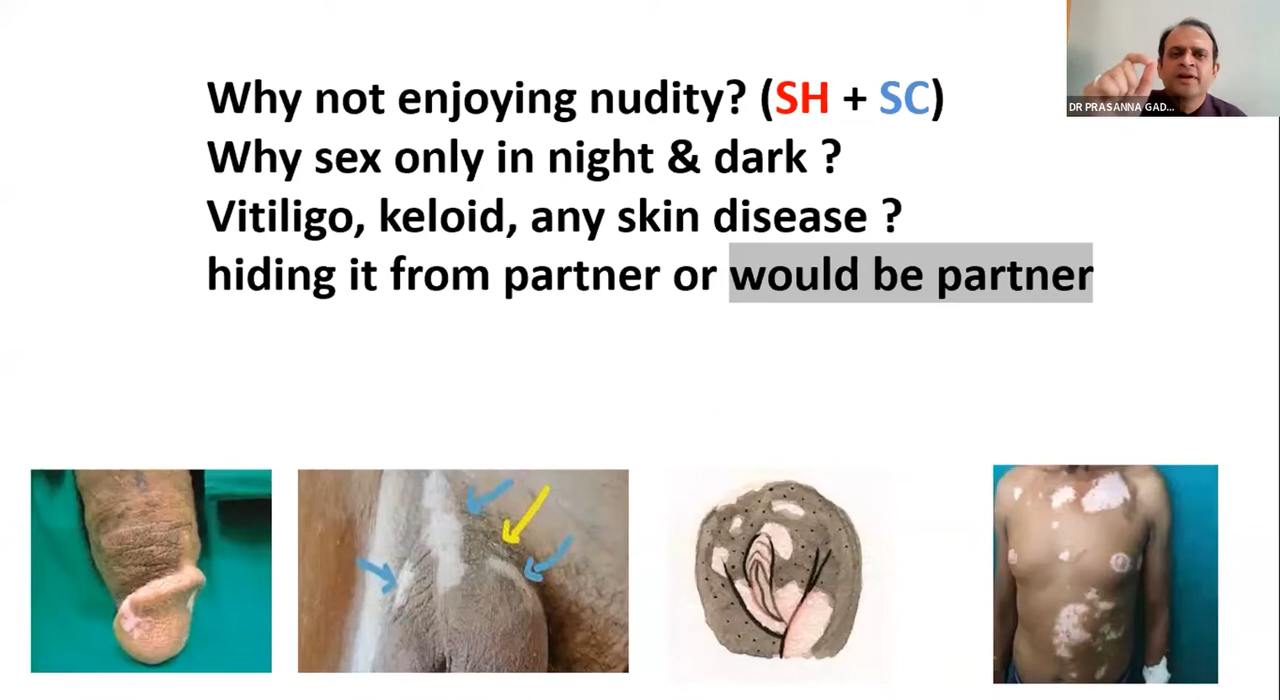 Why not enjoying nudity? (SH + SC)
Why sex only in night & dark ?
Vitiligo, keloid, any skin disease ?
hiding it from partner or would be partner
DR PRASANNA GAD...